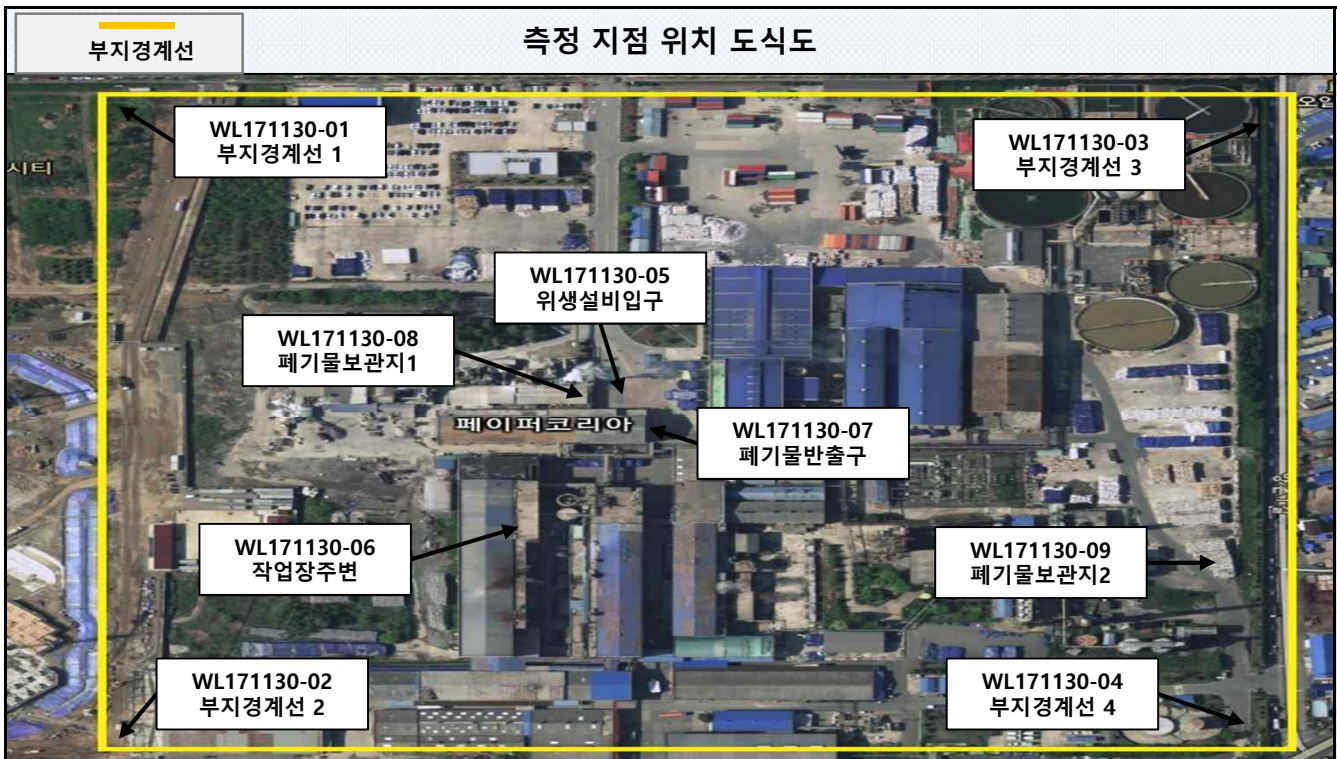 부지경계선
측정 지점 위치 도식도
WL171130-01
부지경계선 1
WL171130-03
부지경계선 3
시티
WL171130-05
위생설비입구
WL171130-08
폐기물보관지1
페이퍼코리아
WL171130-07
폐기물반출구
WL171130-06
작업장주변
WL171130-09
폐기물보관지2
WL171130-02
부지경계선 2
WL171130-04
부지경계선 4